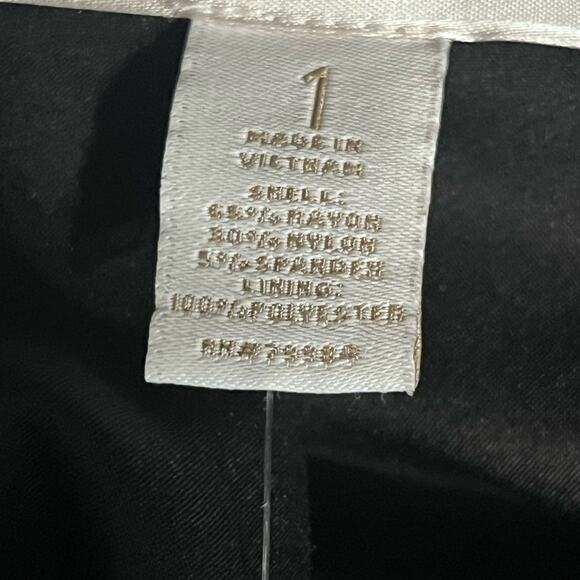 1
MADE IN
VIETNAM
SHELL:
65% RAYON
30% NYLON
5% SPANDEX
LINING:
100% POLYESTER